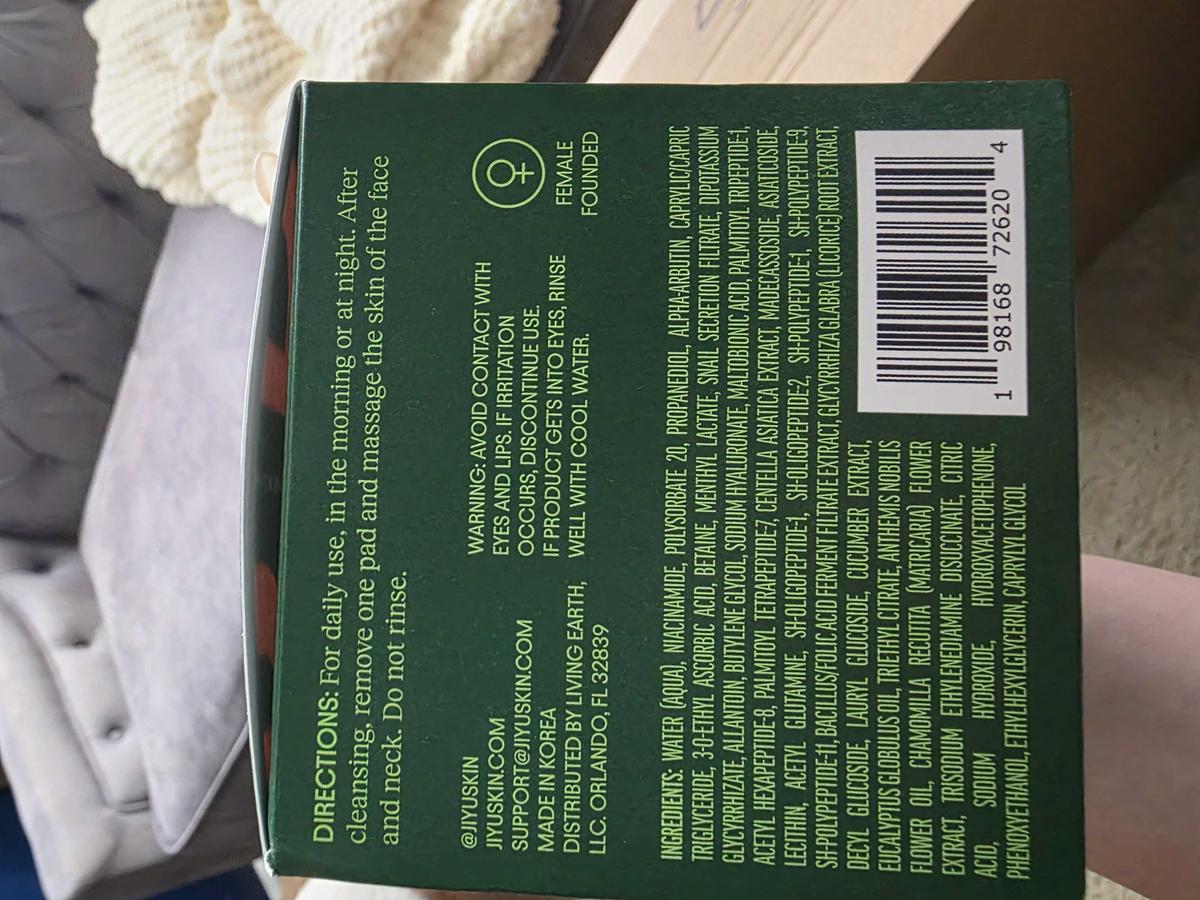 DIRECTIONS: For daily use, in the morning or at night. After
cleansing, remove one pad and massage the skin of the face
and neck. Do not rinse.
@JIYUSKIN
JIYUSKIN.COM
SUPPORT@JIYUSKIN.COM
MADE IN KOREA
DISTRIBUTED BY LIVING EARTH,
LLC. ORLANDO, FL 32839
WARNING: AVOID CONTACT WITH
EYES AND LIPS. IF IRRITATION
OCCURS, DISCONTINUE USE.
IF PRODUCT GETS INTO EYES, RINSE
WELL WITH COOL WATER.
FEMALE
FOUNDED
INGREDIENTS: WATER (AQUA), NIACINAMIDE, POLYSORBATE 20, PROPANEDIOL, ALPHA-ARBUTIN, CAPRYLIC/CAPRIC
TRIGLYCERIDE, 3-O-ETHYL ASCORBIC ACID, BETAINE, MENTHYL LACTATE, SNAIL SECRETION FILTRATE, DIPOTASSIUM
GLYCYRRHIZATE, ALLANTOIN, BUTYLENE GLYCOL, SODIUM HYALURONATE, MALTOBIONIC ACID, PALMITOYL TRIPEPTIDE-1,
ACETYL HEXAPEPTIDE-8, PALMITOYL TETRAPEPTIDE-7, CENTELLA ASIATICA EXTRACT, MADECASSOSIDE, ASIATICOSIDE,
LECITHIN, ACETYL GLUTAMINE, SH-OLIGOPEPTIDE-1, SH-OLIGOPEPTIDE-2, SH-POLYPEPTIDE-1, SH-POLYPEPTIDE-9,
SH-POLYPEPTIDE-11, BACILLUS/FOLIC ACID FERMENT FILTRATE EXTRACT, GLYCYRRHIZA GLABRA (LICORICE) ROOT EXTRACT,
DECYL GLUCOSIDE, LAURYL GLUCOSIDE, CUCUMBER EXTRACT,
EUCALYPTUS GLOBULUS OIL, TRIETHYL CITRATE, ANTHEMIS NOBILIS
FLOWER OIL, CHAMOMILLA RECUTITA (MATRICARIA) FLOWER
EXTRACT, TRISODIUM ETHYLENEDIAMINE DISUCCINATE, CITRIC
ACID, SODIUM HYDROXIDE, HYDROXYACETOPHENONE,
PHENOXYETHANOL, ETHYLHEXYLGLYCERIN, CAPRYLYL GLYCOL
1 98168 72620 4